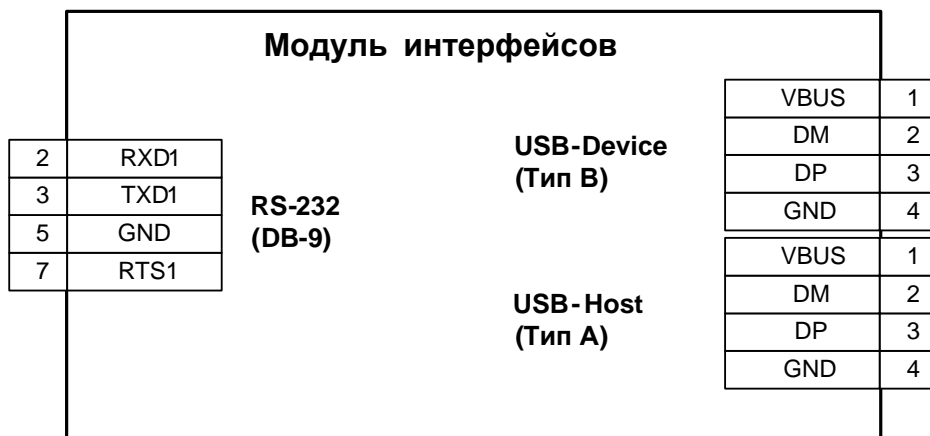 Модуль интерфейсов
2 RXD1
3 TXD1
5 GND
7 RTS1
RS-232
(DB-9)
USB-Device
(Тип B)
VBUS 1
DM 2
DP 3
GND 4
USB-Host
(Тип A)
VBUS 1
DM 2
DP 3
GND 4